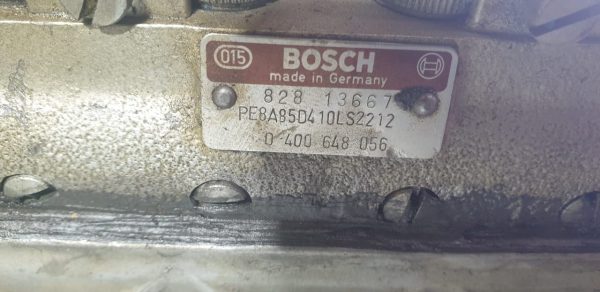 015 BOSCH
made in Germany
828 13667
PE8A85D410LS2212
0 400 648 056